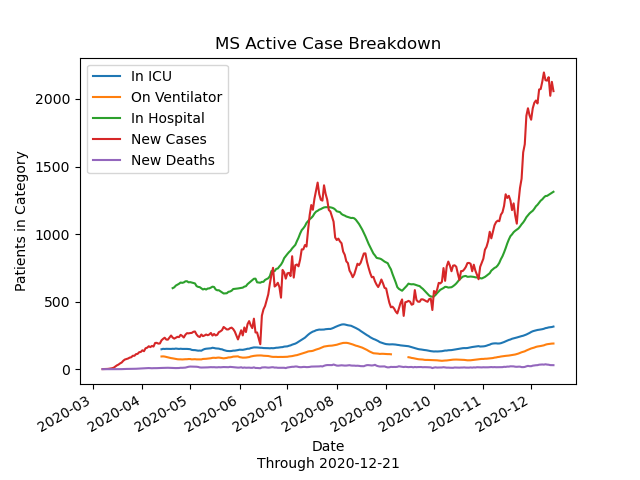 MS Active Case Breakdown
Patients in Category
2000
1500
1000
500
0
In ICU
On Ventilator
In Hospital
New Cases
New Deaths
2020-03
2020-04
2020-05
2020-06
2020-07
2020-08
2020-09
2020-10
2020-11
2020-12
Date
Through 2020-12-21